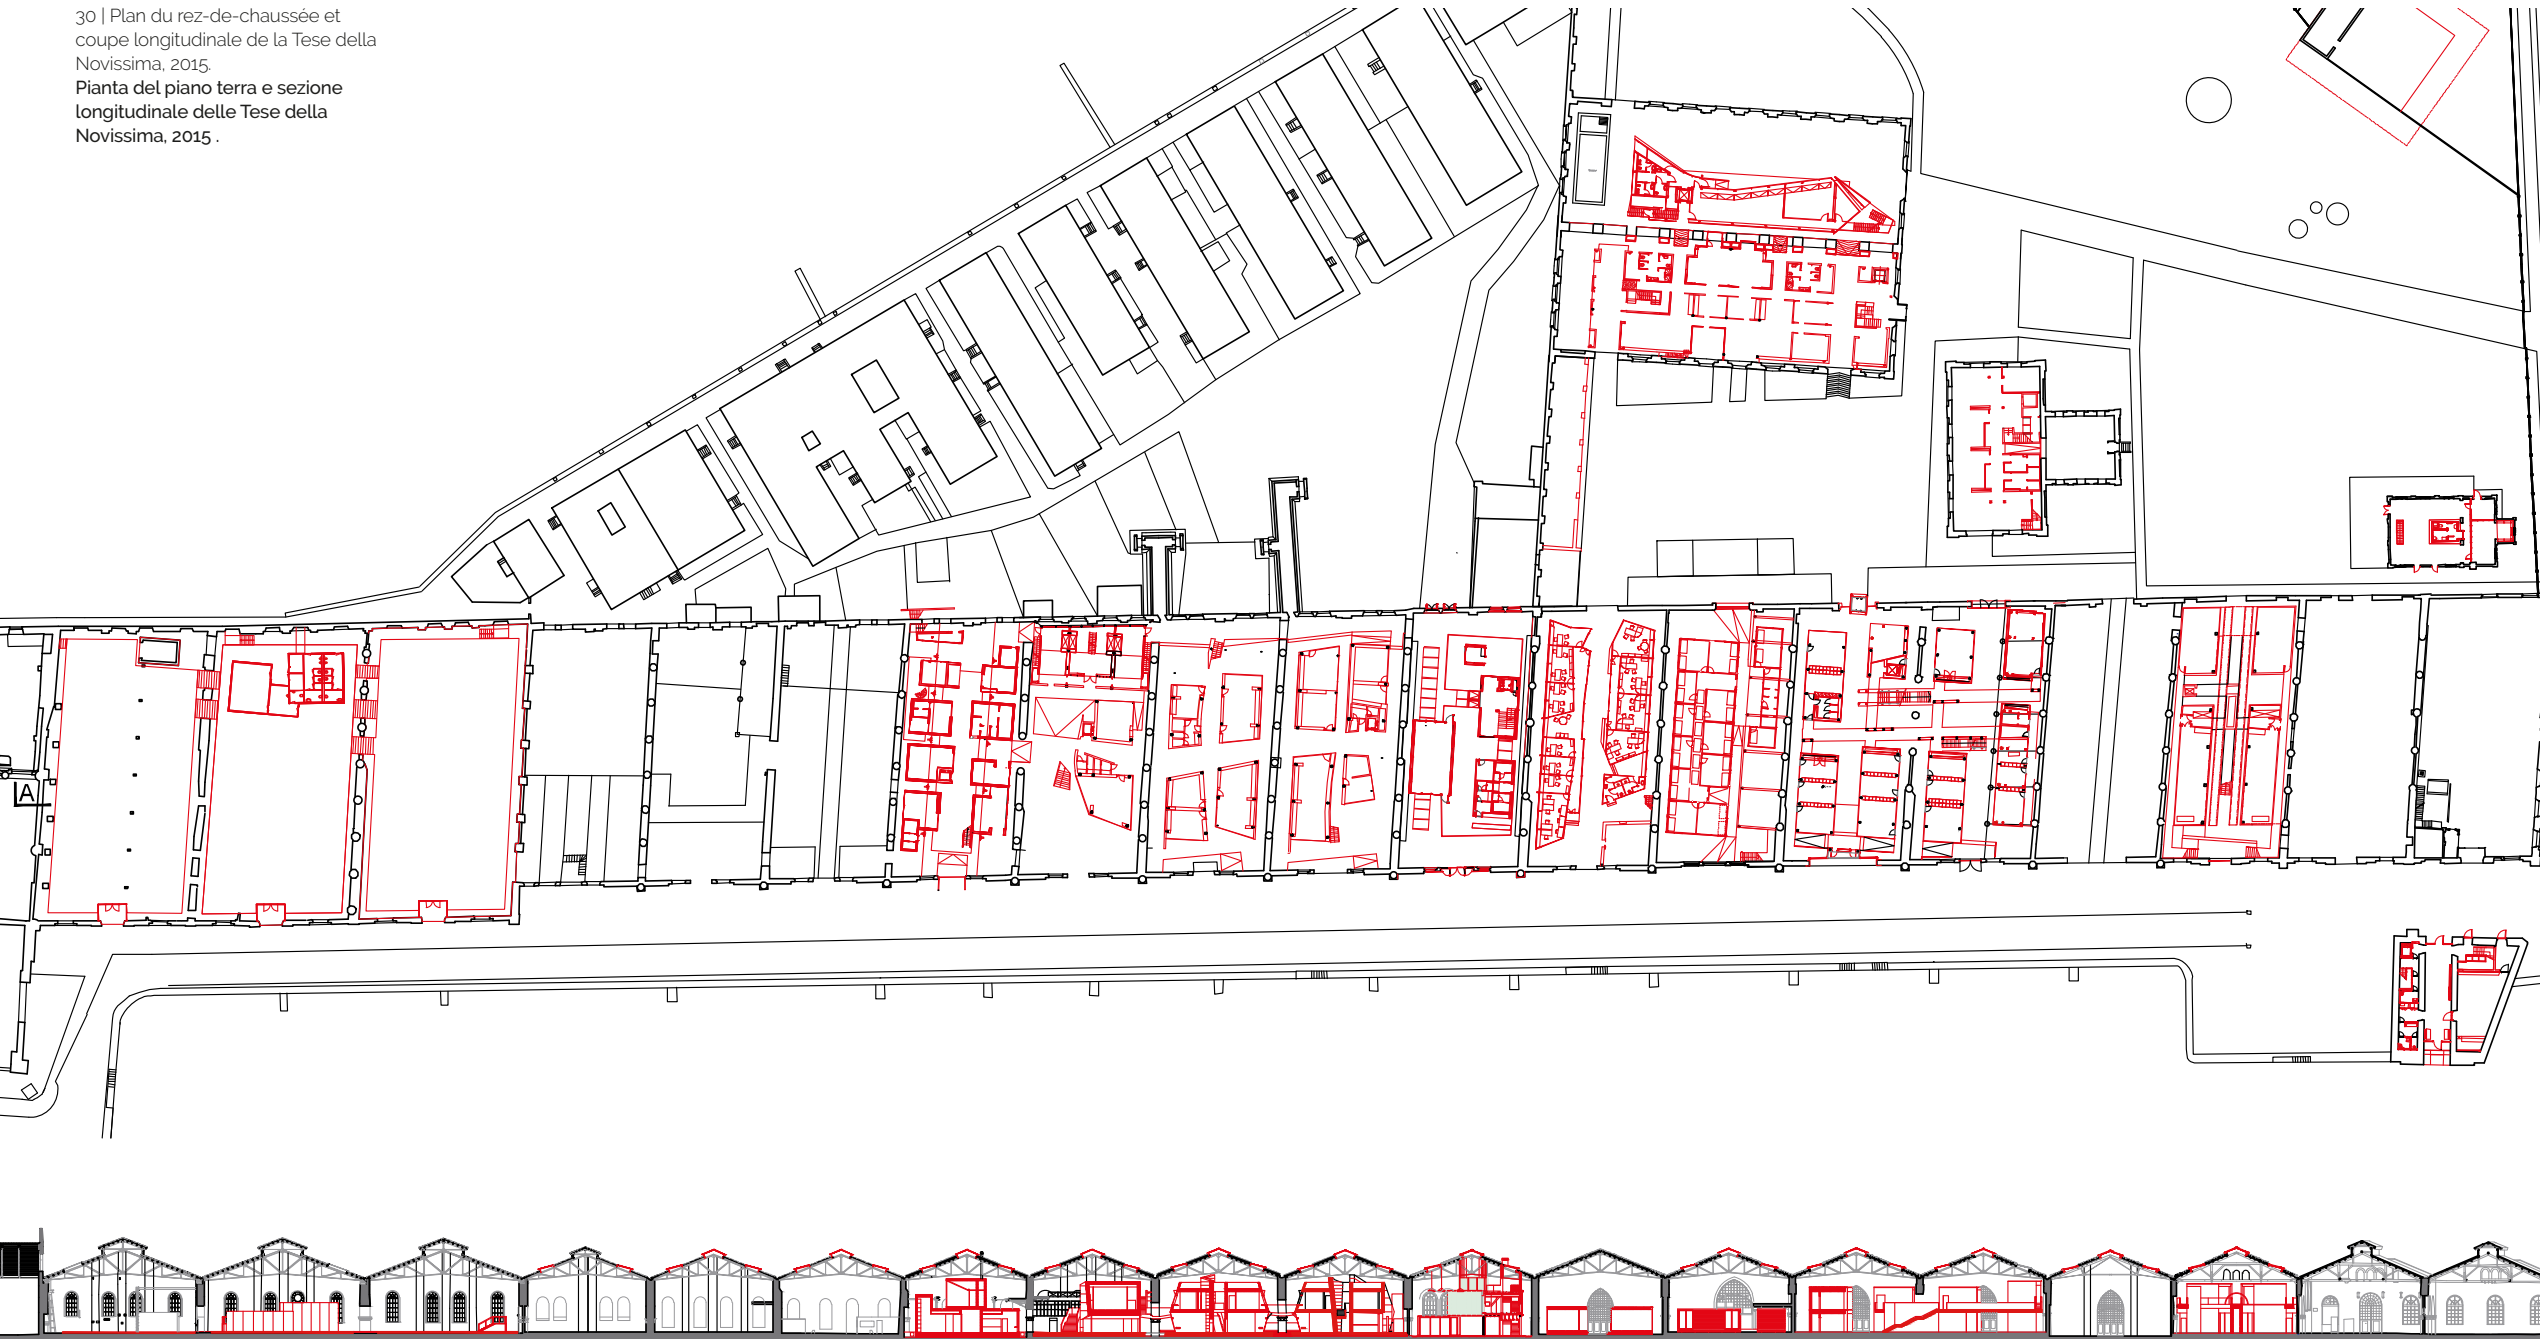 30 | Plan du rez-de-chaussée et
coupe longitudinale de la Tese della
Novissima, 2015.
Pianta del piano terra e sezione
longitudinale delle Tese della
Novissima, 2015 .
A